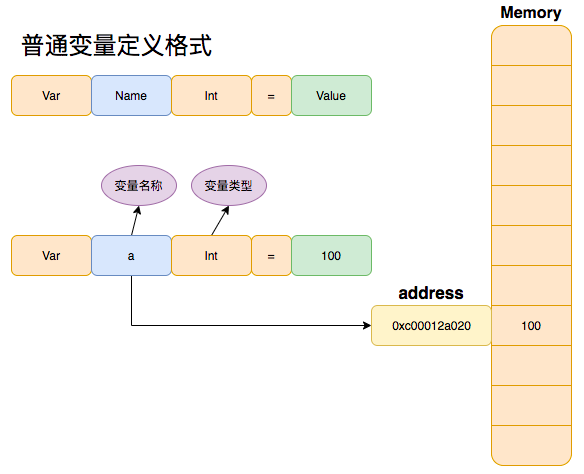 Memory
普通变量定义格式
Var Name Int = Value
变量名称 变量类型
Var a Int = 100
address
0xc00012a020 100